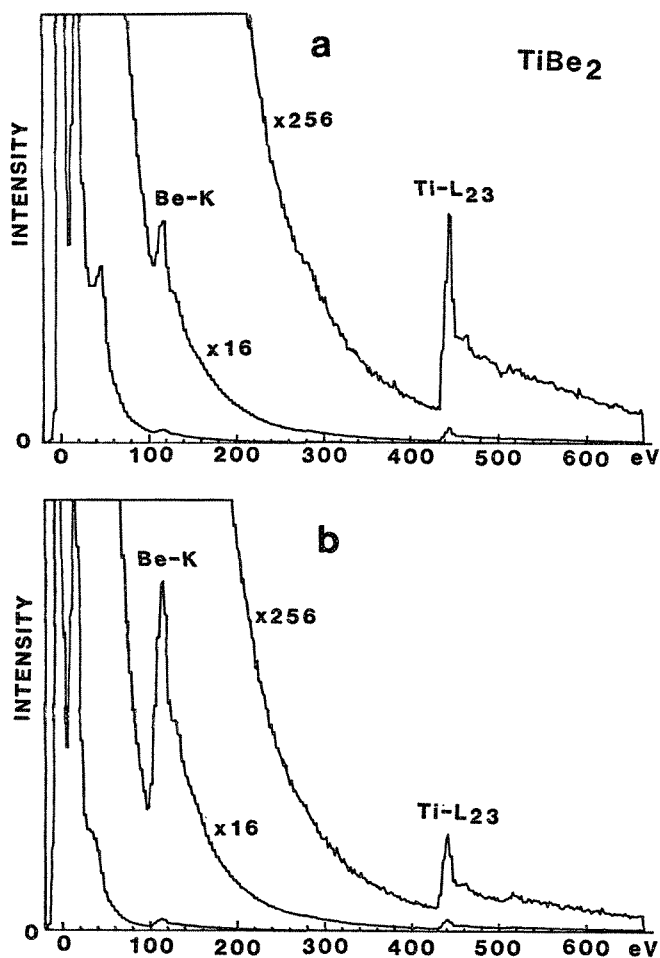 a
TiBe2
x256
INTENSITY
Be-K
Ti-L23
x16
0
0 100 200 300 400 500 600 eV
b
Be-K
x256
INTENSITY
Ti-L23
x16
0
0 100 200 300 400 500 600 eV